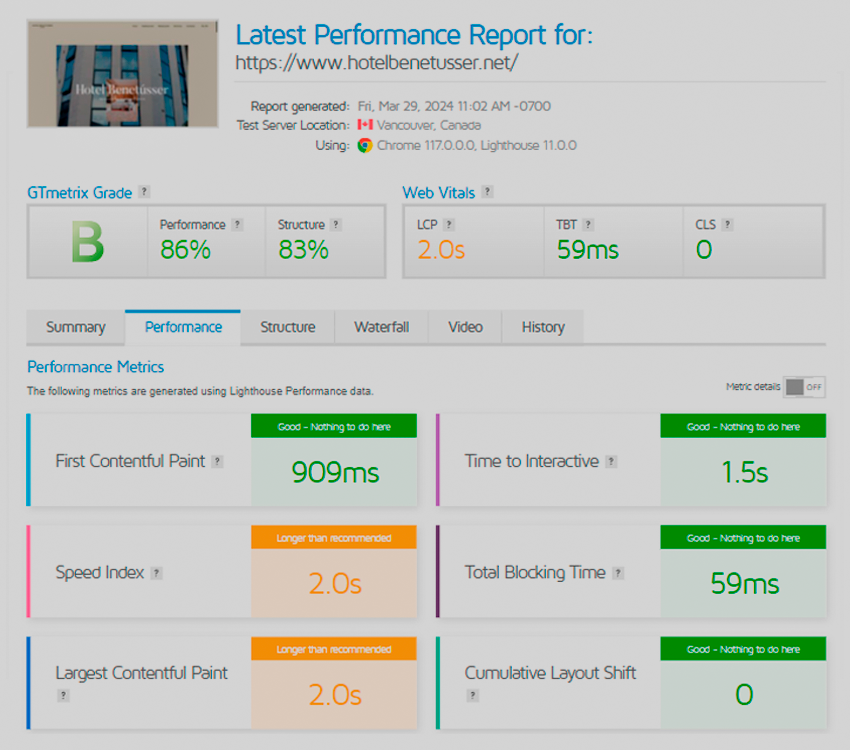 Latest Performance Report for:
https://www.hotelbenetusser.net/
Hotel Benetússer
Report generated: Fri, Mar 29, 2024 11:02 AM -0700
Test Server Location: Vancouver, Canada
Using: Chrome 117.0.0.0, Lighthouse 11.0.0
GTmetrix Grade ?
Web Vitals ?
B
Performance ?
86%
Structure ?
83%
LCP ?
2.0s
TBT ?
59ms
CLS ?
0
Summary Performance Structure Waterfall Video History
Performance Metrics
The following metrics are generated using Lighthouse Performance data.
Metric details OFF
First Contentful Paint ?
Good - Nothing to do here
909ms
Time to Interactive ?
Good - Nothing to do here
1.5s
Speed Index ?
Longer than recommended
2.0s
Total Blocking Time ?
Good - Nothing to do here
59ms
Largest Contentful Paint
?
Longer than recommended
2.0s
Cumulative Layout Shift
?
Good - Nothing to do here
0